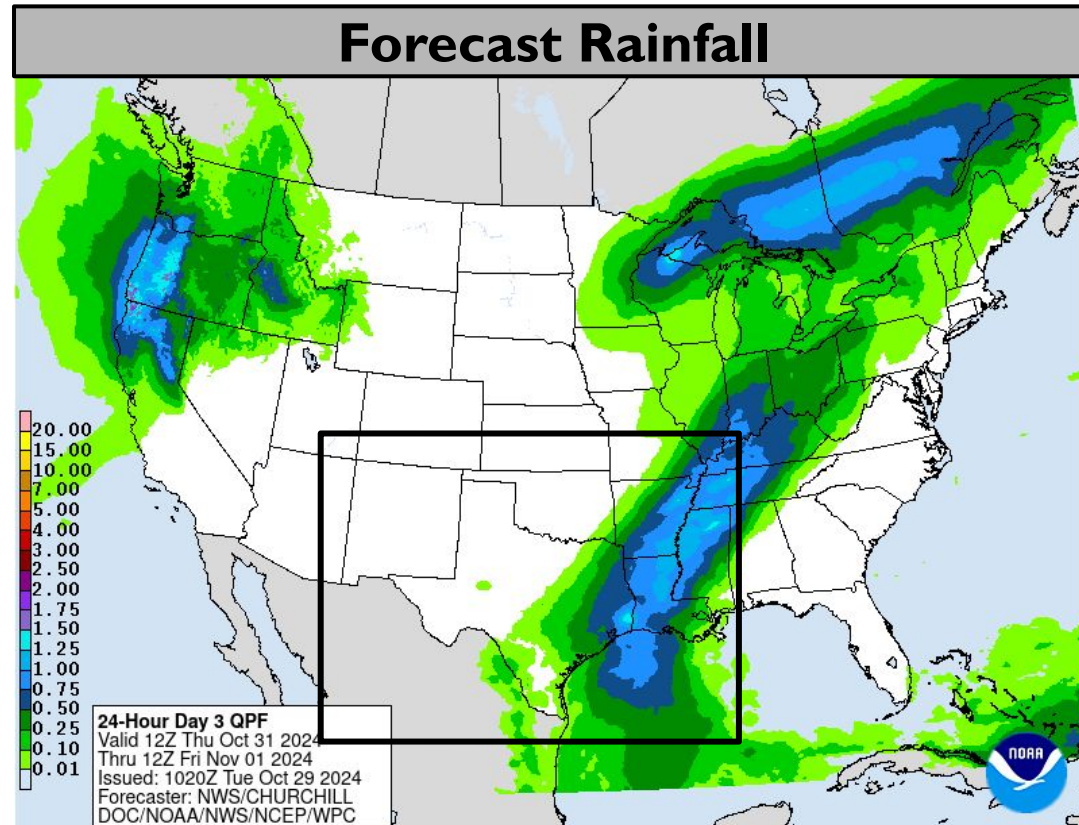 Forecast Rainfall
20.00
15.00
10.00
7.00
5.00
4.00
3.00
2.50
2.00
1.75
1.50
1.25
1.00
0.75
0.50
0.25
0.10
0.01
24-Hour Day 3 QPF
Valid 12Z Thu Oct 31 2024
Thru 12Z Fri Nov 01 2024
Issued: 1020Z Tue Oct 29 2024
Forecaster: NWS/CHURCHILL
DOC/NOAA/NWS/NCEP/WPC
NOAA